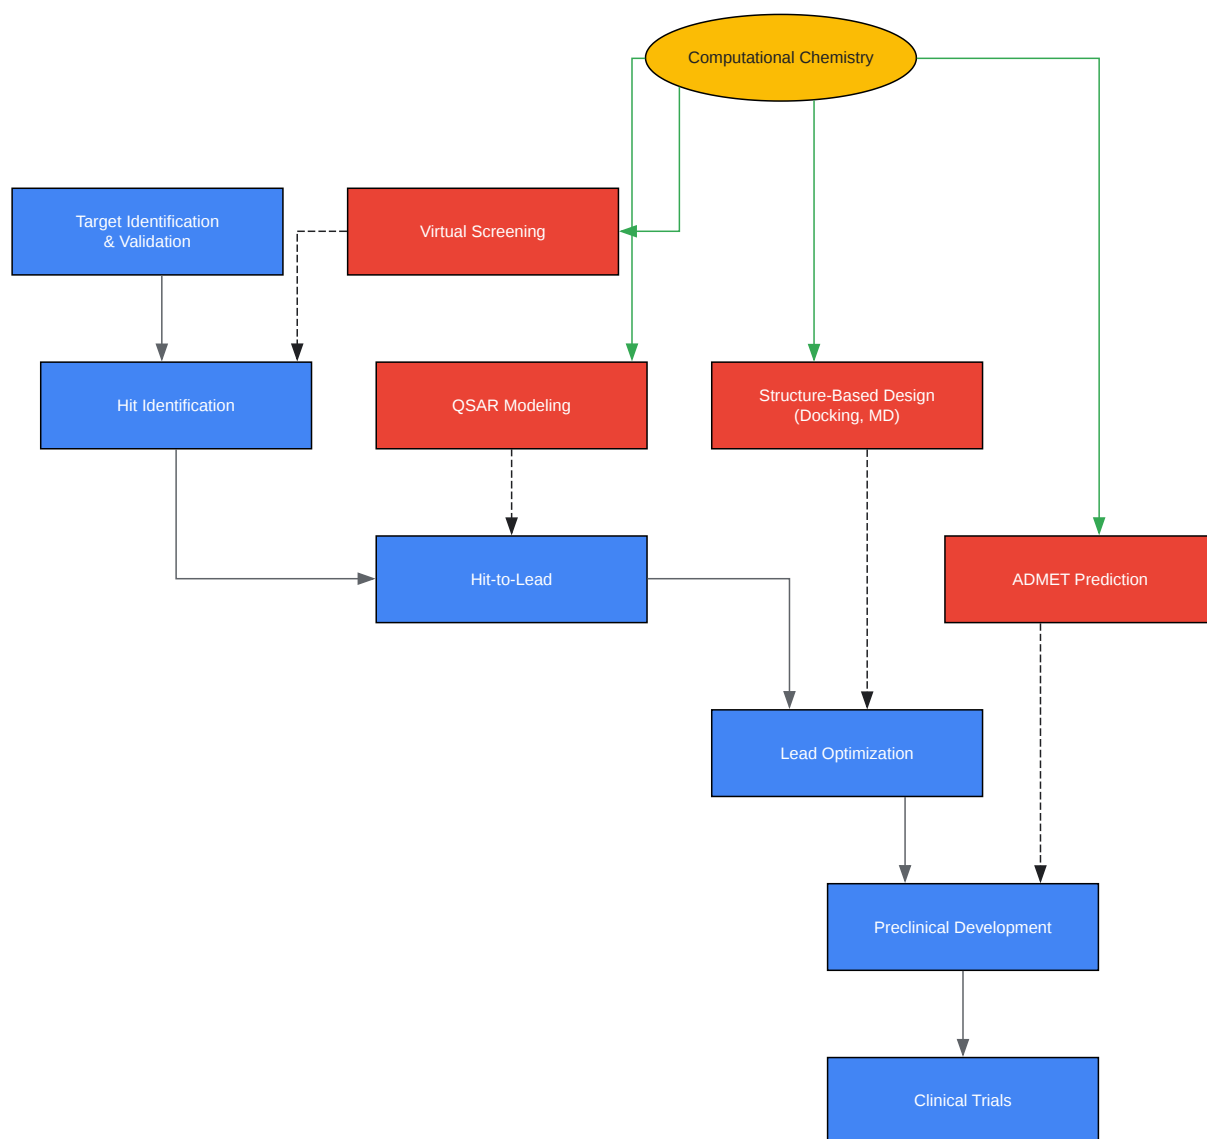 Computational Chemistry
Target Identification
& Validation
Virtual Screening
Hit Identification
QSAR Modeling
Structure-Based Design
(Docking, MD)
Hit-to-Lead
ADMET Prediction
Lead Optimization
Preclinical Development
Clinical Trials